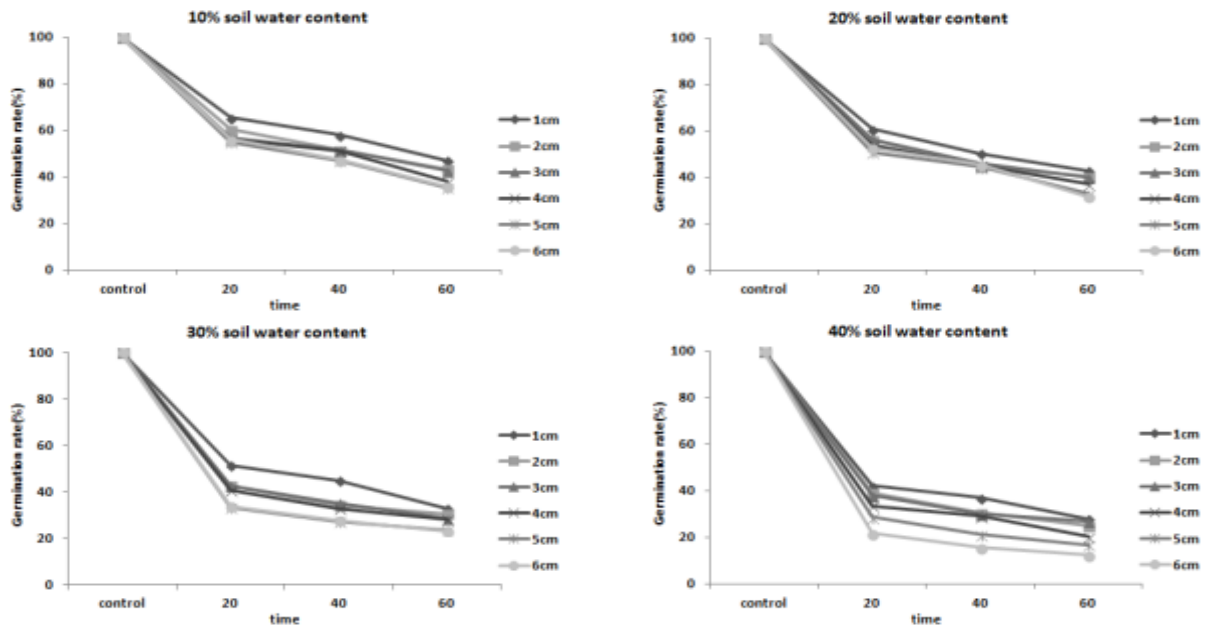 10% soil water content
100
80
60
40
20
0
Germination rate(%)
control 20 40 60
time
1cm
2cm
3cm
4cm
5cm
6cm
20% soil water content
100
80
60
40
20
0
Germination rate(%)
control 20 40 60
time
1cm
2cm
3cm
4cm
5cm
6cm
30% soil water content
100
80
60
40
20
0
Germination rate(%)
control 20 40 60
time
1cm
2cm
3cm
4cm
5cm
6cm
40% soil water content
100
80
60
40
20
0
Germination rate(%)
control 20 40 60
time
1cm
2cm
3cm
4cm
5cm
6cm